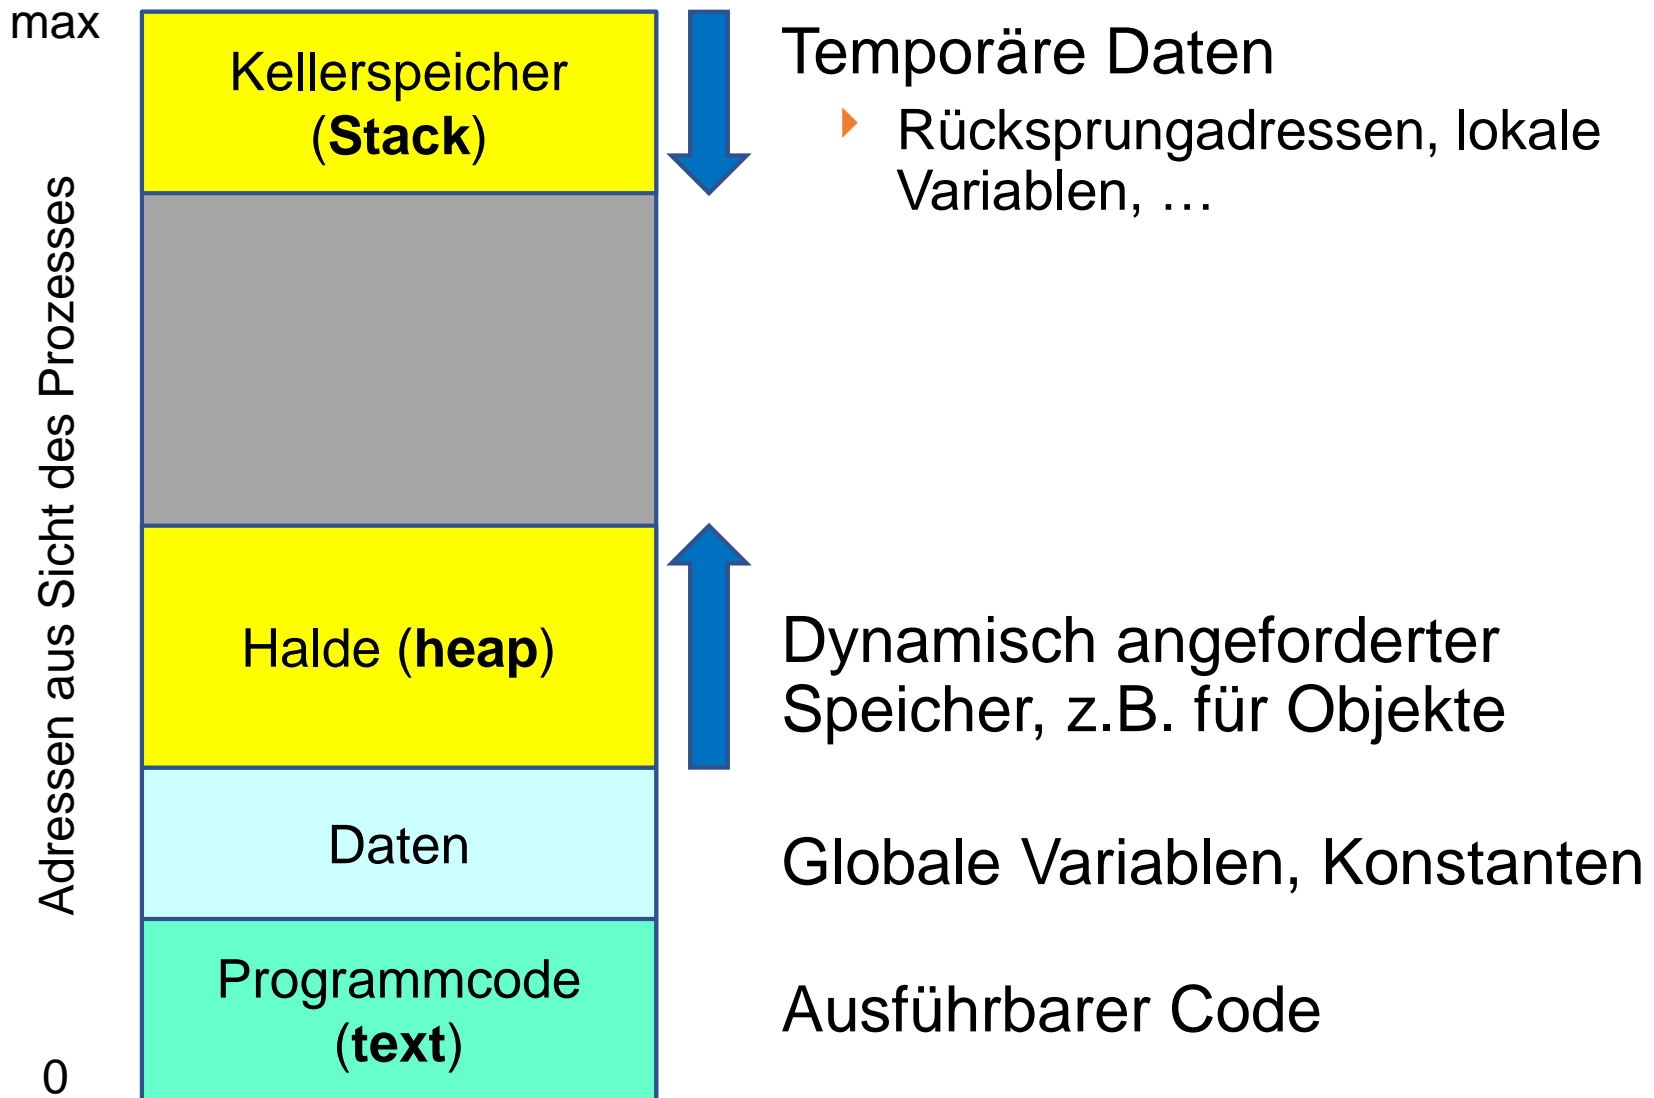 max
Kellerspeicher
(Stack)
Temporäre Daten
Rücksprungadressen, lokale
Variablen, …
Adressen aus Sicht des Prozesses
Halde (heap)
Dynamisch angeforderter
Speicher, z.B. für Objekte
Daten
Globale Variablen, Konstanten
Programmcode
(text)
Ausführbarer Code
0